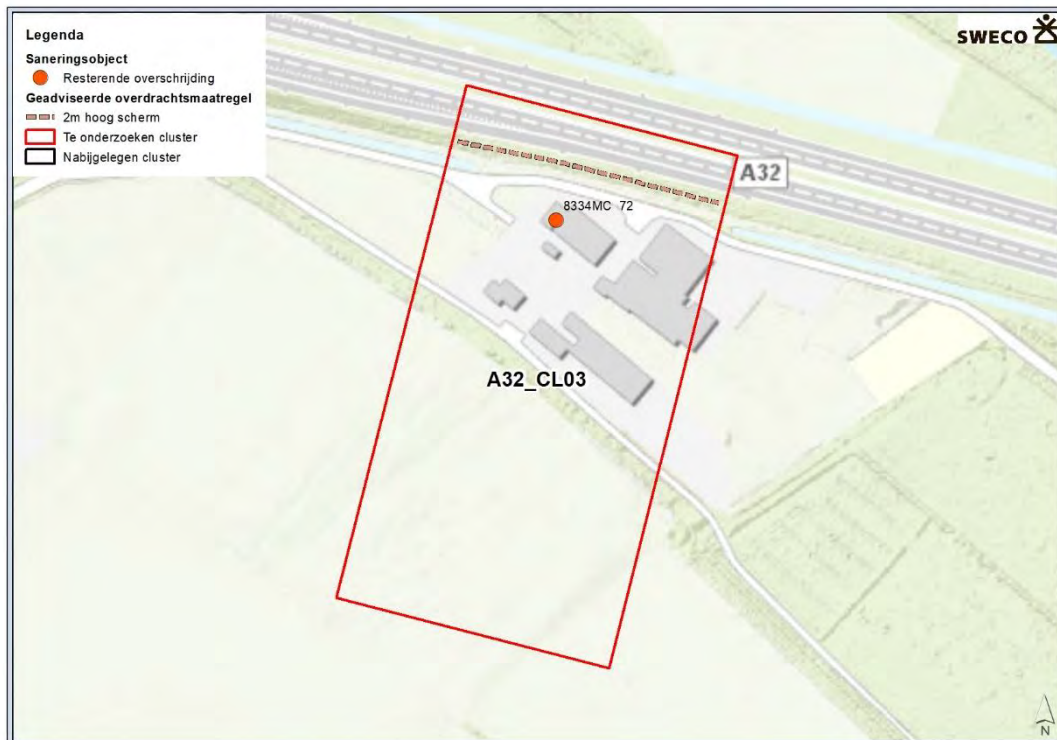 Legenda
Saneringsobject
Resterende overschrijding
Geadviseerde overdrachtsmaatregel
2m hoog scherm
Te onderzoeken cluster
Nabijgelegen cluster
SWECO
A32
8334MC 72
A32_CL03
N